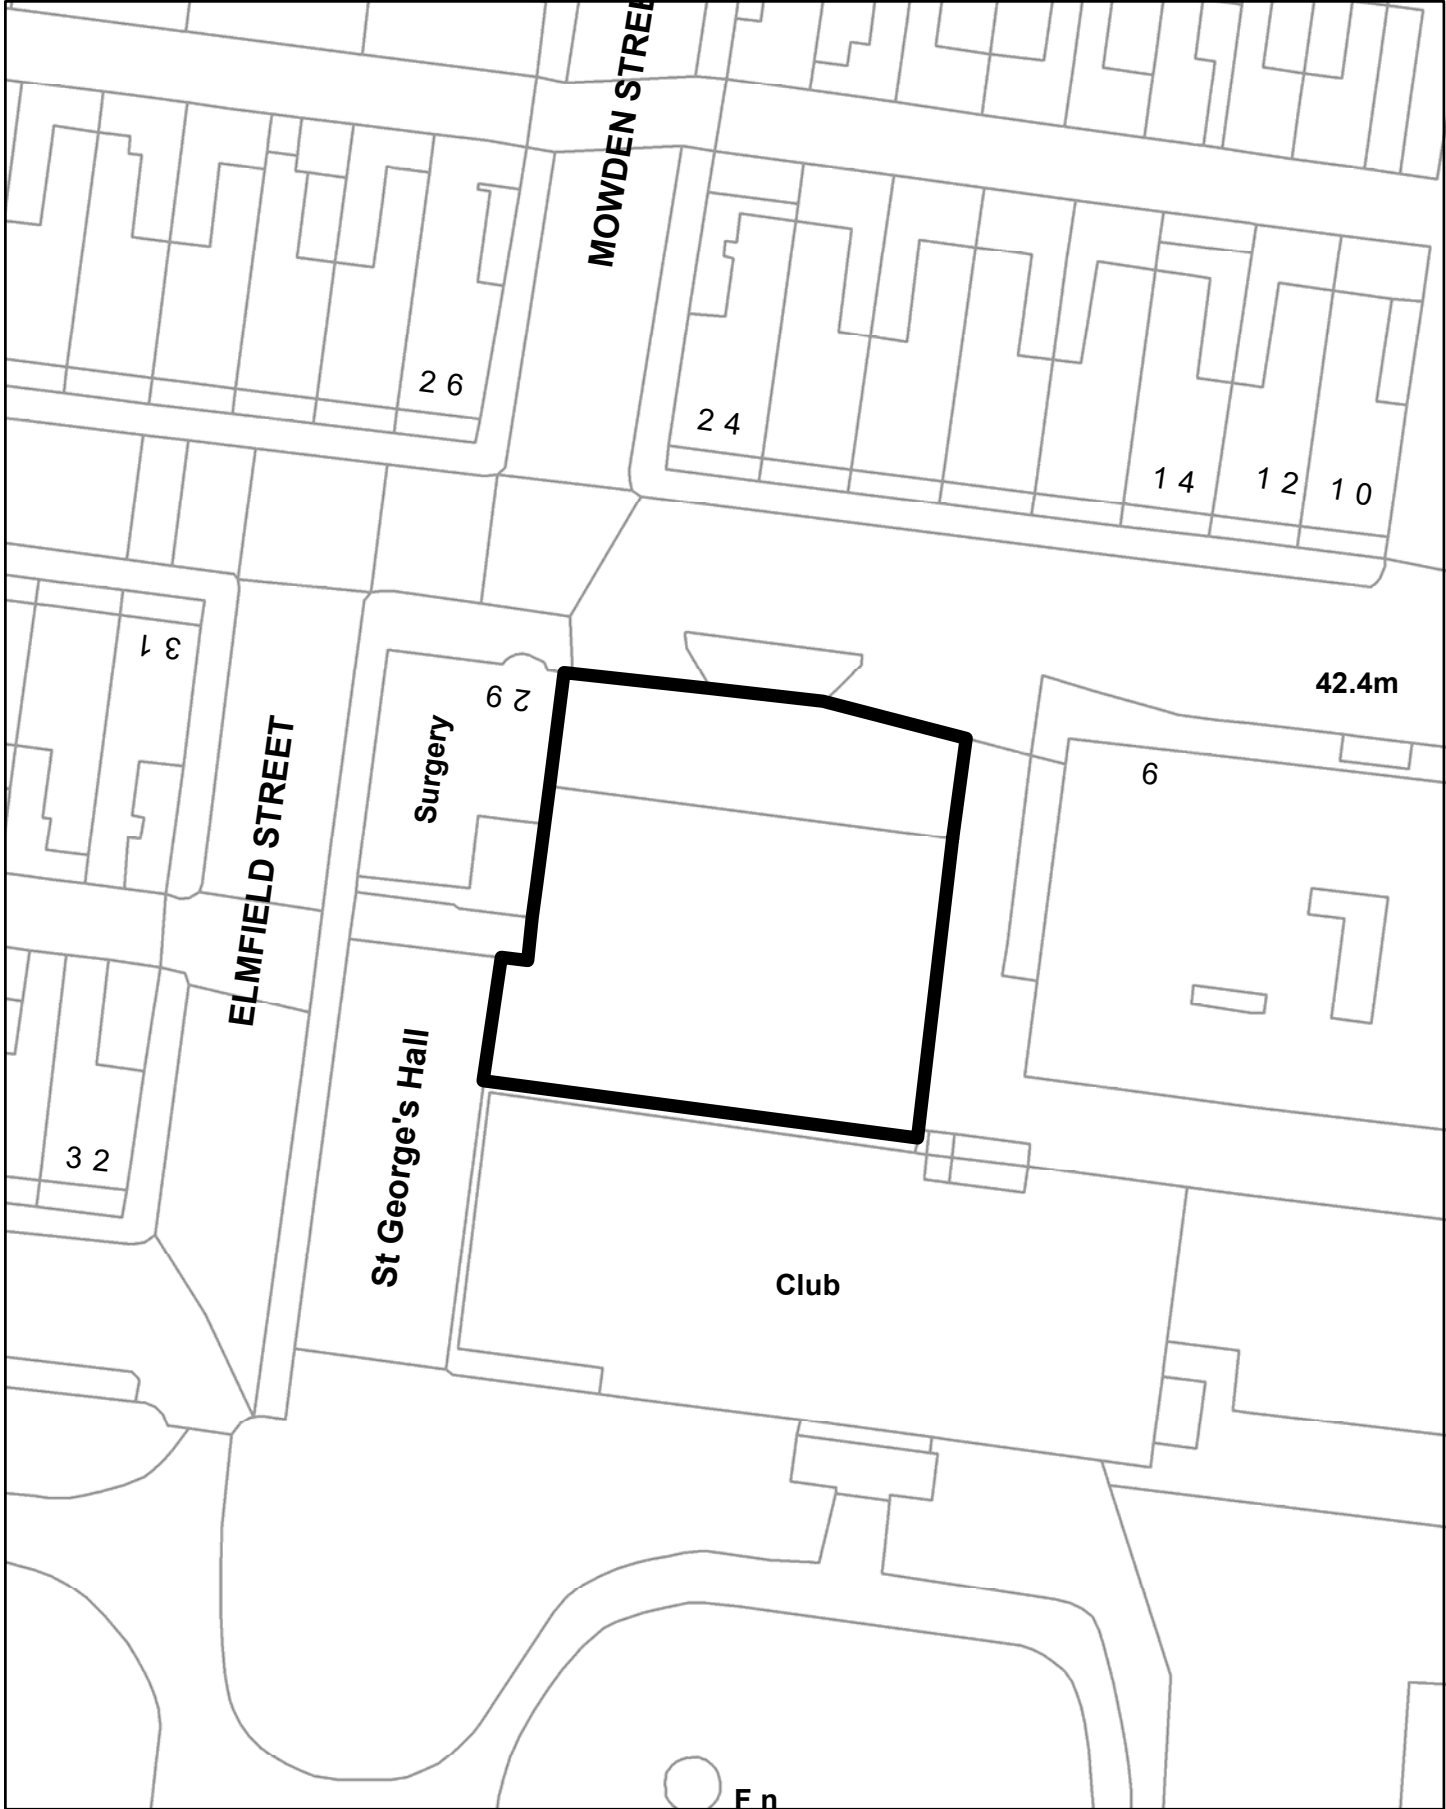 MOWDEN STREE
26
24
14
12
10
31
29
42.4m
Surgery
6
ELMFIELD STREET
St George's Hall
32
Club
F n